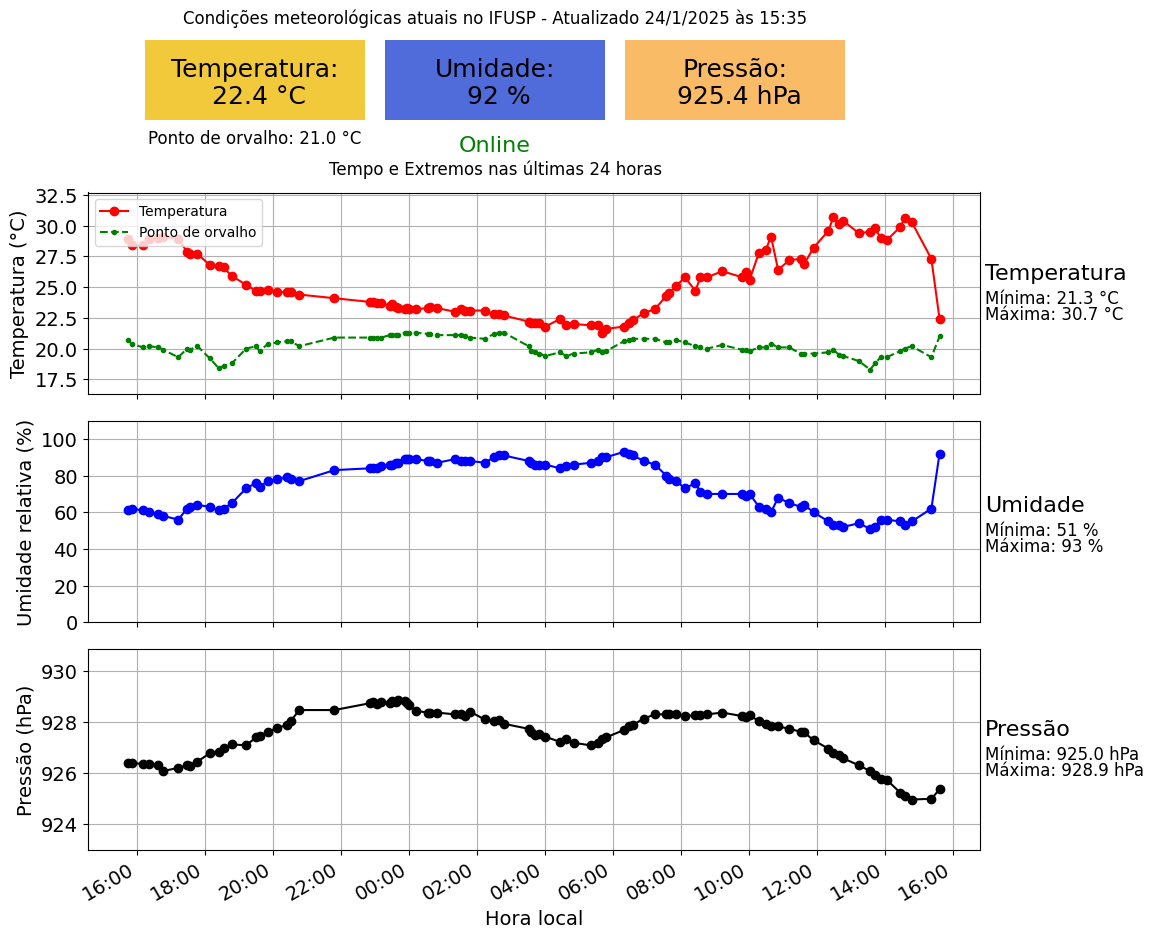 Condições meteorológicas atuais no IFUSP - Atualizado 24/1/2025 às 15:35
Temperatura:
22.4 °C
Umidade:
92 %
Pressão:
925.4 hPa
Ponto de orvalho: 21.0 °C
Online
Tempo e Extremos nas últimas 24 horas
Temperatura (°C)
32.5
30.0
27.5
25.0
22.5
20.0
17.5
Temperatura
Ponto de orvalho
Temperatura
Mínima: 21.3 °C
Máxima: 30.7 °C
Umidade relativa (%)
100
80
60
40
20
0
Umidade
Mínima: 51 %
Máxima: 93 %
Pressão (hPa)
930
928
926
924
Pressão
Mínima: 925.0 hPa
Máxima: 928.9 hPa
16:00 18:00 20:00 22:00 00:00 02:00 04:00 06:00 08:00 10:00 12:00 14:00 16:00
Hora local